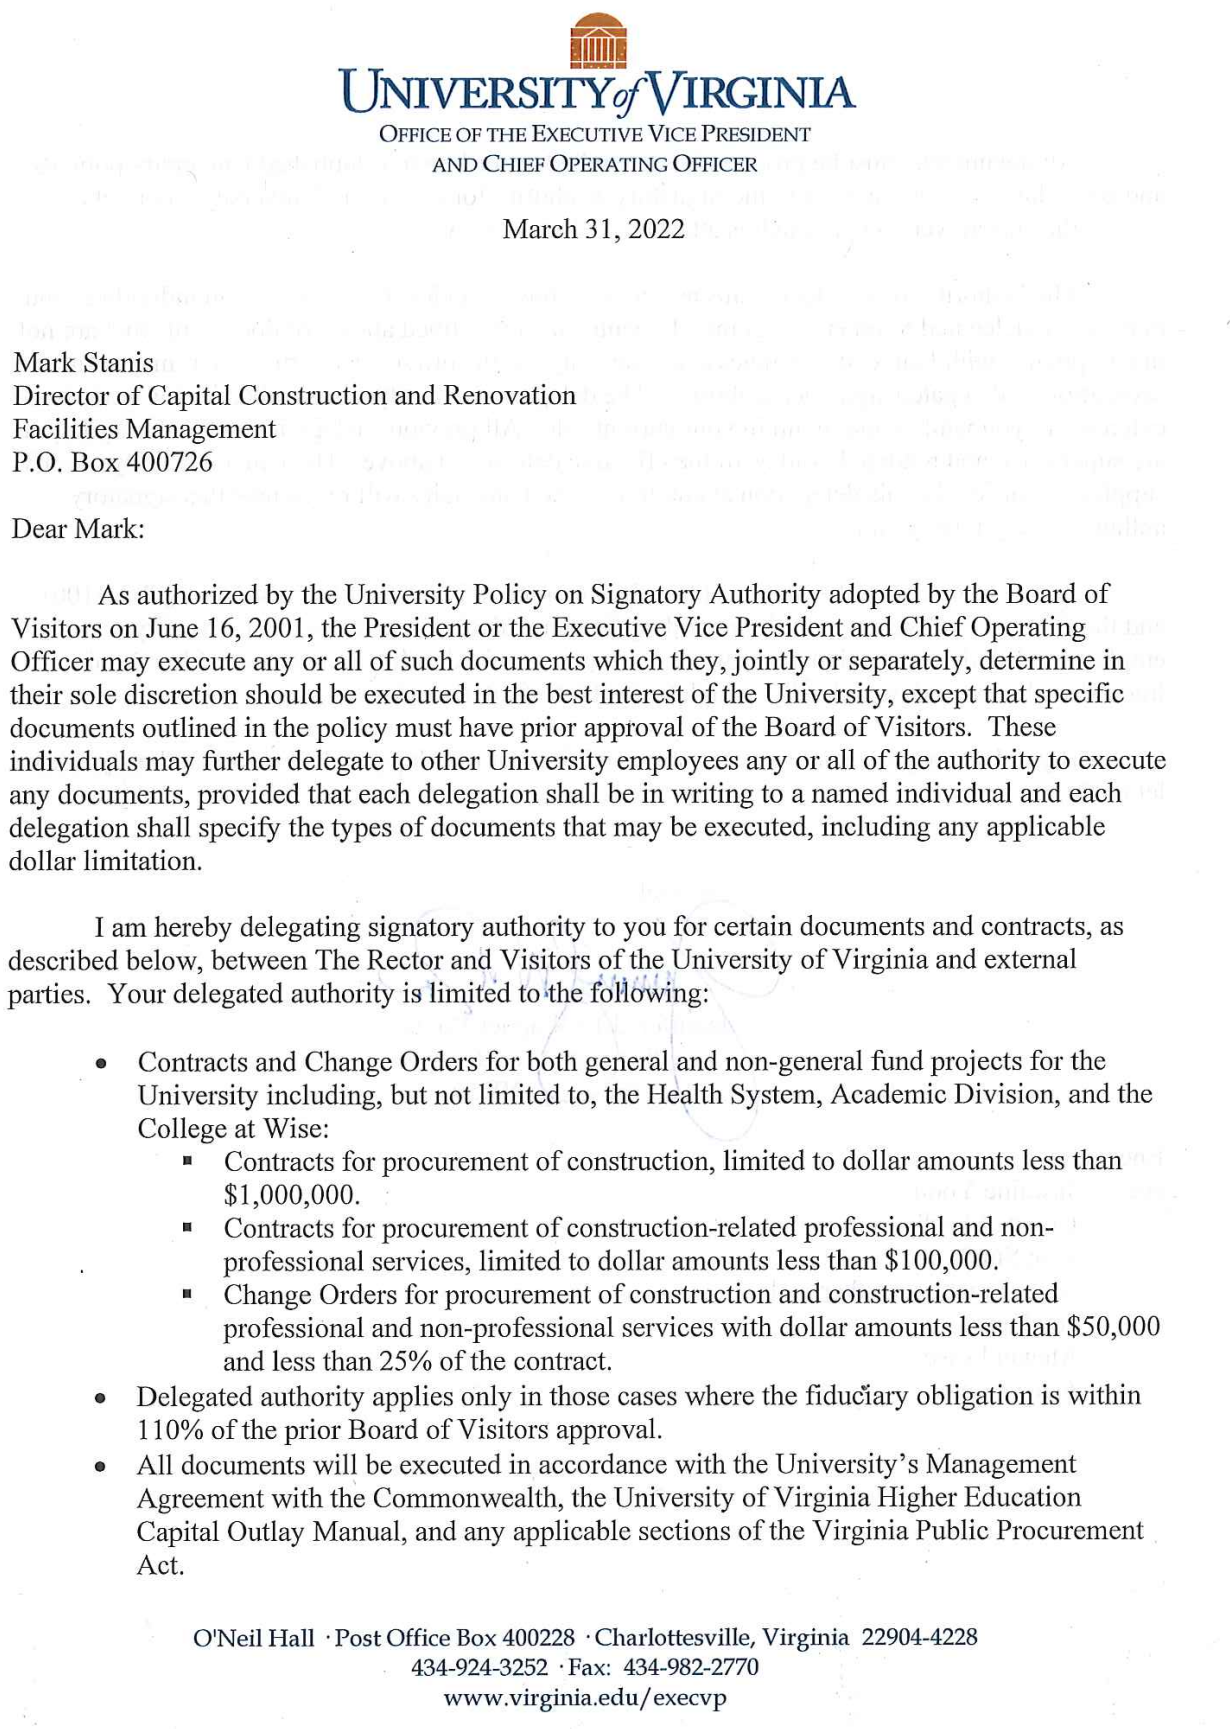 UNIVERSITY of VIRGINIA
OFFICE OF THE EXECUTIVE VICE PRESIDENT
AND CHIEF OPERATING OFFICER
March 31, 2022
Mark Stanis
Director of Capital Construction and Renovation
Facilities Management
P.O. Box 400726
Dear Mark:
As authorized by the University Policy on Signatory Authority adopted by the Board of
Visitors on June 16, 2001, the President or the Executive Vice President and Chief Operating
Officer may execute any or all of such documents which they, jointly or separately, determine in
their sole discretion should be executed in the best interest of the University, except that specific
documents outlined in the policy must have prior approval of the Board of Visitors. These
individuals may further delegate to other University employees any or all of the authority to execute
any documents, provided that each delegation shall be in writing to a named individual and each
delegation shall specify the types of documents that may be executed, including any applicable
dollar limitation.
I am hereby delegating signatory authority to you for certain documents and contracts, as
described below, between The Rector and Visitors of the University of Virginia and external
parties. Your delegated authority is limited to the following:
• Contracts and Change Orders for both general and non-general fund projects for the
University including, but not limited to, the Health System, Academic Division, and the
College at Wise:
▪ Contracts for procurement of construction, limited to dollar amounts less than
$1,000,000.
▪ Contracts for procurement of construction-related professional and non-
professional services, limited to dollar amounts less than $100,000.
▪ Change Orders for procurement of construction and construction-related
professional and non-professional services with dollar amounts less than $50,000
and less than 25% of the contract.
• Delegated authority applies only in those cases where the fiduciary obligation is within
110% of the prior Board of Visitors approval.
• All documents will be executed in accordance with the University's Management
Agreement with the Commonwealth, the University of Virginia Higher Education
Capital Outlay Manual, and any applicable sections of the Virginia Public Procurement
Act.
O'Neil Hall · Post Office Box 400228 · Charlottesville, Virginia 22904-4228
434-924-3252 · Fax: 434-982-2770
www.virginia.edu/execvp